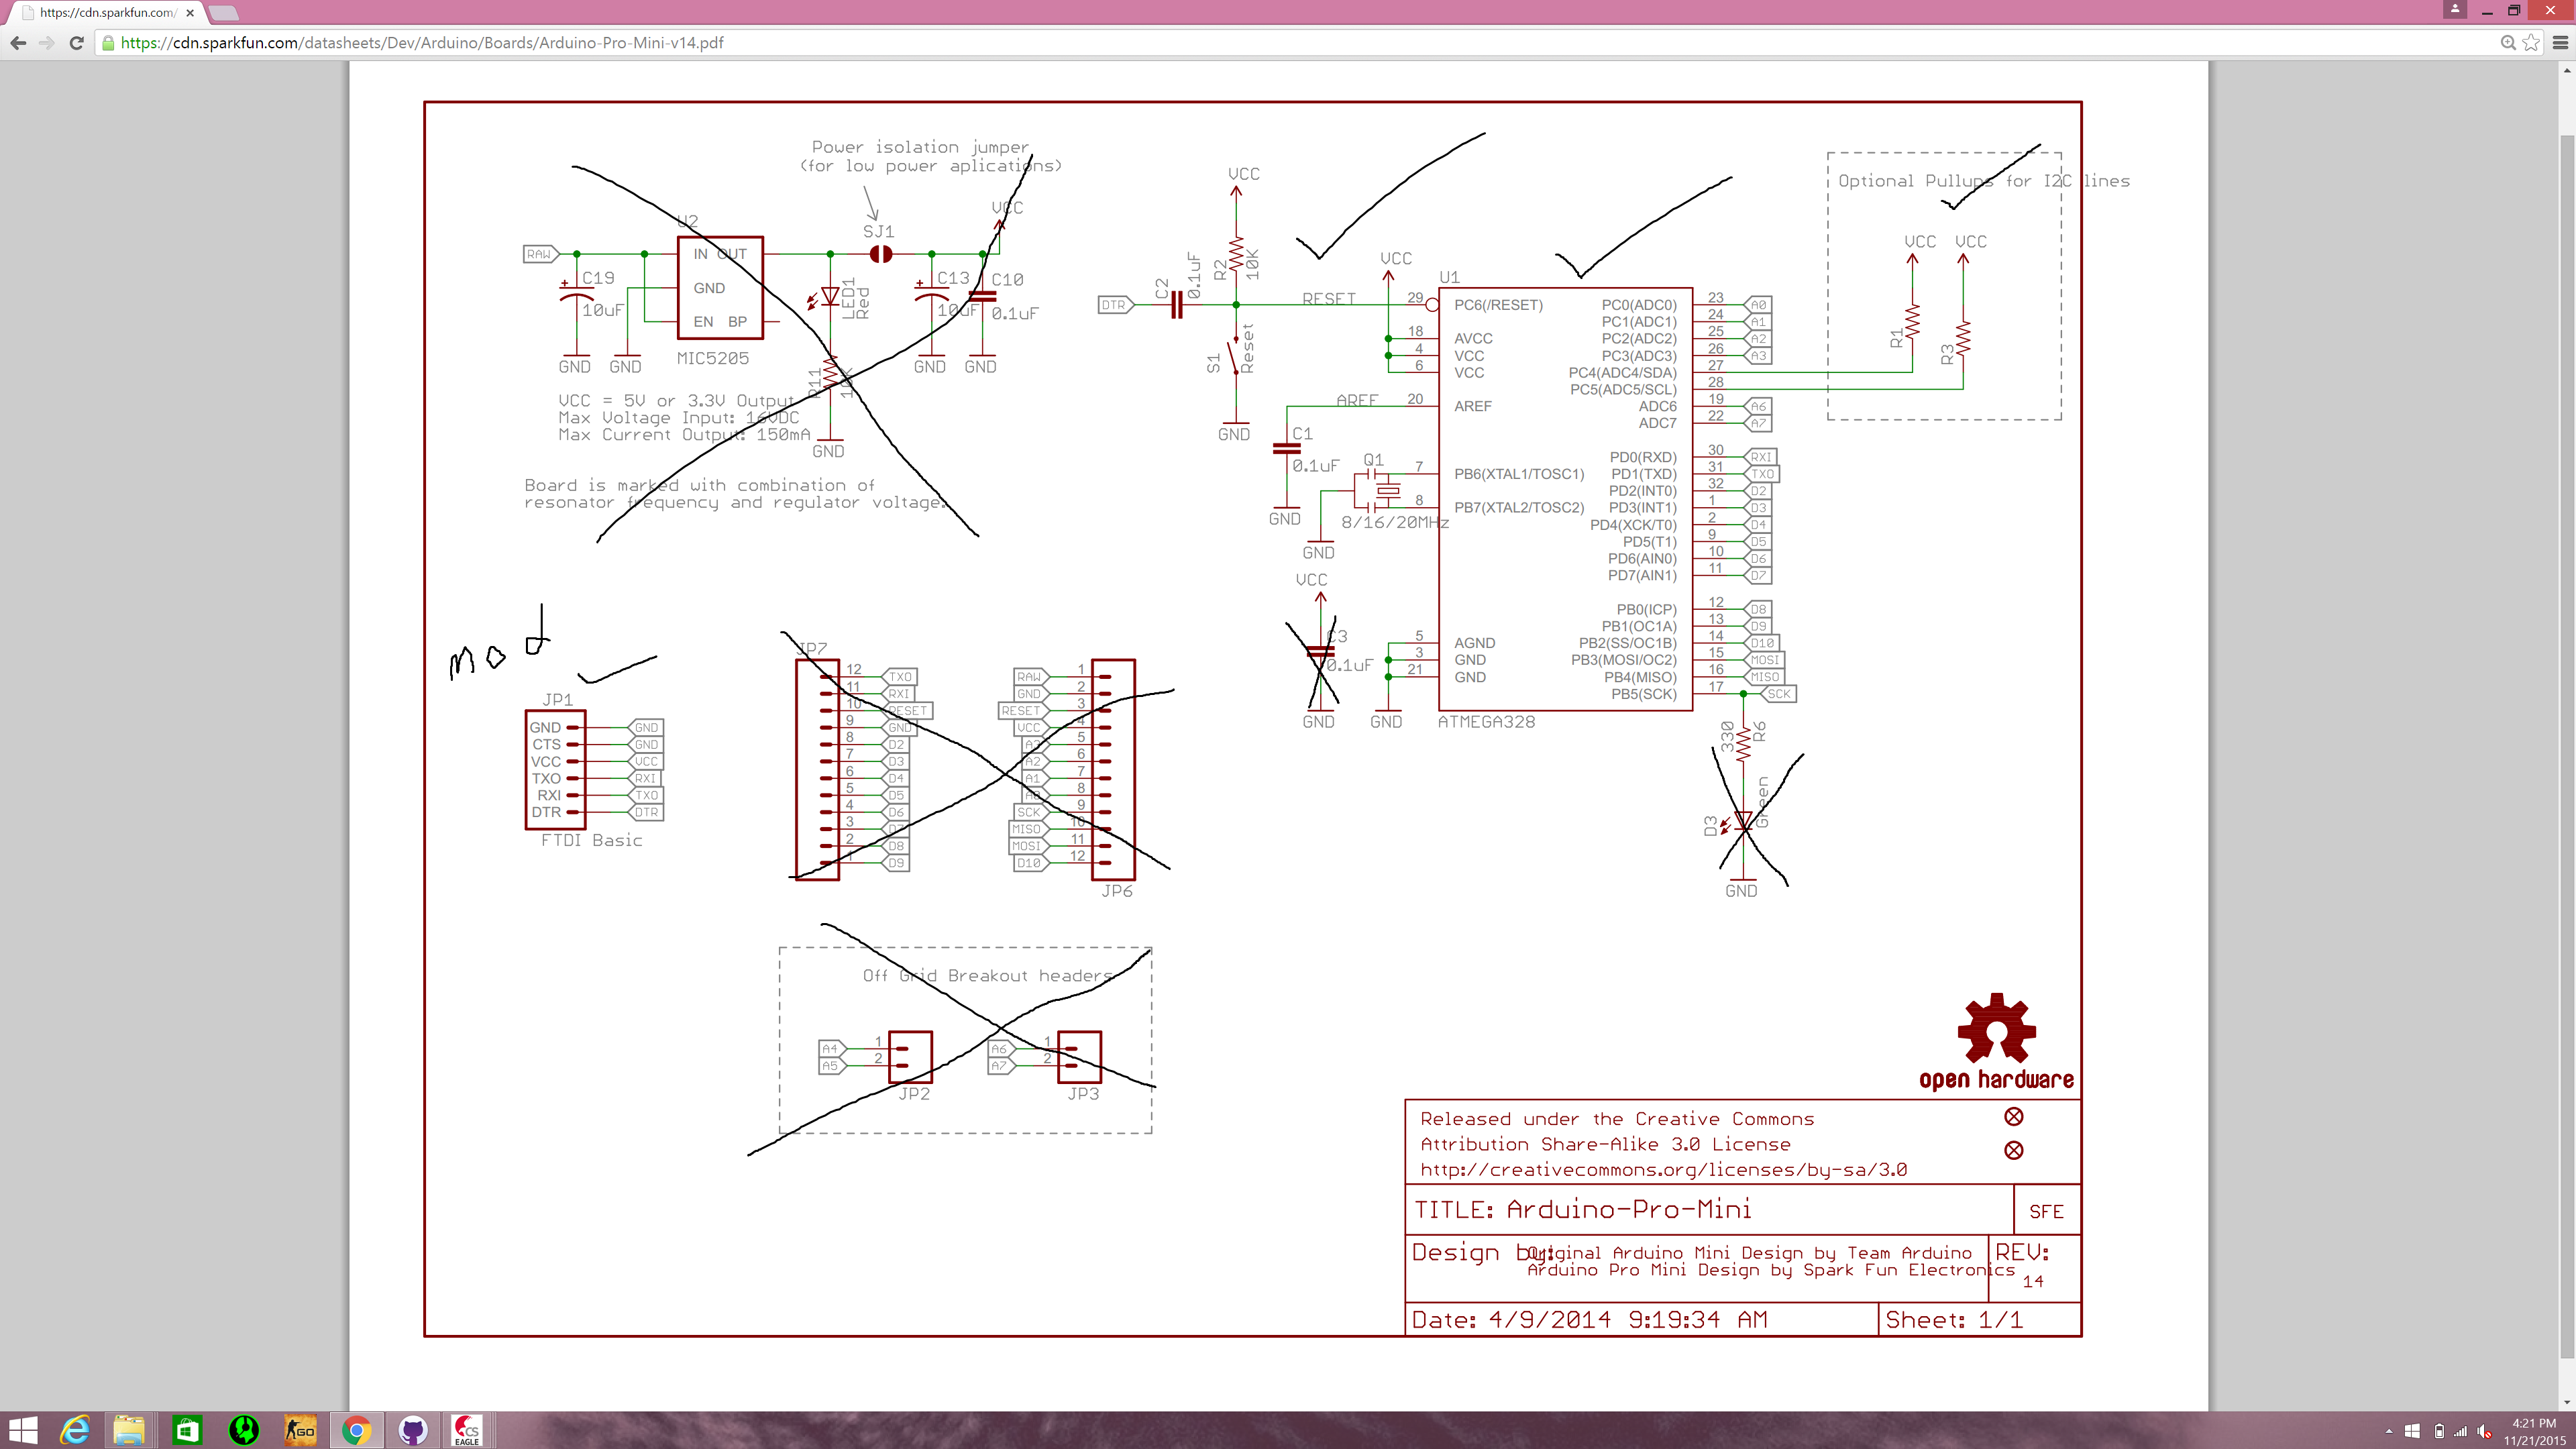 https://cdn.sparkfun.com/
https://cdn.sparkfun.com/datasheets/Dev/Arduino/Boards/Arduino-Pro-Mini-v14.pdf
Power isolation jumper
(for low power aplications)
U2
SJ1
VCC
RAW
IN OUT
GND
EN BP
MIC5205
C19
10uF
LED1
Red
C13
10uF
C10
0.1uF
GND
GND
GND
GND
R11
GND
VCC = 5V or 3.3V Output
Max Voltage Input: 16VDC
Max Current Output: 150mA
Board is marked with combination of
resonator frequency and regulator voltage.
VCC
R2
10K
DTR
C2
0.1uF
RESET
S1
Reset
GND
VCC
AREF
C1
0.1uF
GND
Q1
8/16/20MHz
GND
VCC
C3
0.1uF
GND
GND
U1
29 PC6(/RESET)
18 AVCC
4 VCC
6 VCC
20 AREF
7 PB6(XTAL1/TOSC1)
8 PB7(XTAL2/TOSC2)
5 AGND
3 GND
21 GND
ATMEGA328
PC0(ADC0) 23 A0
PC1(ADC1) 24 A1
PC2(ADC2) 25 A2
PC3(ADC3) 26 A3
PC4(ADC4/SDA) 27
PC5(ADC5/SCL) 28
ADC6 19 A6
ADC7 22 A7
PD0(RXD) 30 RXI
PD1(TXD) 31 TXO
PD2(INT0) 32 D2
PD3(INT1) 1 D3
PD4(XCK/T0) 2 D4
PD5(T1) 9 D5
PD6(AIN0) 10 D6
PD7(AIN1) 11 D7
PB0(ICP) 12 D8
PB1(OC1A) 13 D9
PB2(SS/OC1B) 14 D10
PB3(MOSI/OC2) 15 MOSI
PB4(MISO) 16 MISO
PB5(SCK) 17 SCK
330
R6
D3
Green
GND
Optional Pullups for I2C lines
VCC VCC
R1
R3
mod
JP1
GND GND
CTS GND
VCC VCC
TXO RXI
RXI TXO
DTR DTR
FTDI Basic
JP7
12 TXO
11 RXI
10 RESET
9 GND
8 D2
7 D3
6 D4
5 D5
4 D6
3
2 D8
1 D9
RAW 1
GND 2
RESET 3
VCC 4
A3 5
A2 6
A1 7
A0 8
SCK 9
MISO 10
MOSI 11
D10 12
JP6
Off Grid Breakout headers
A4 1
A5 2
JP2
A6 1
A7 2
JP3
open hardware
Released under the Creative Commons
Attribution Share-Alike 3.0 License
http://creativecommons.org/licenses/by-sa/3.0
TITLE: Arduino-Pro-Mini
SFE
Design by:
Original Arduino Mini Design by Team Arduino
Arduino Pro Mini Design by Spark Fun Electronics
REV:
14
Date: 4/9/2014 9:19:34 AM
Sheet: 1/1
GO
CS
EAGLE
4:21 PM
11/21/2015